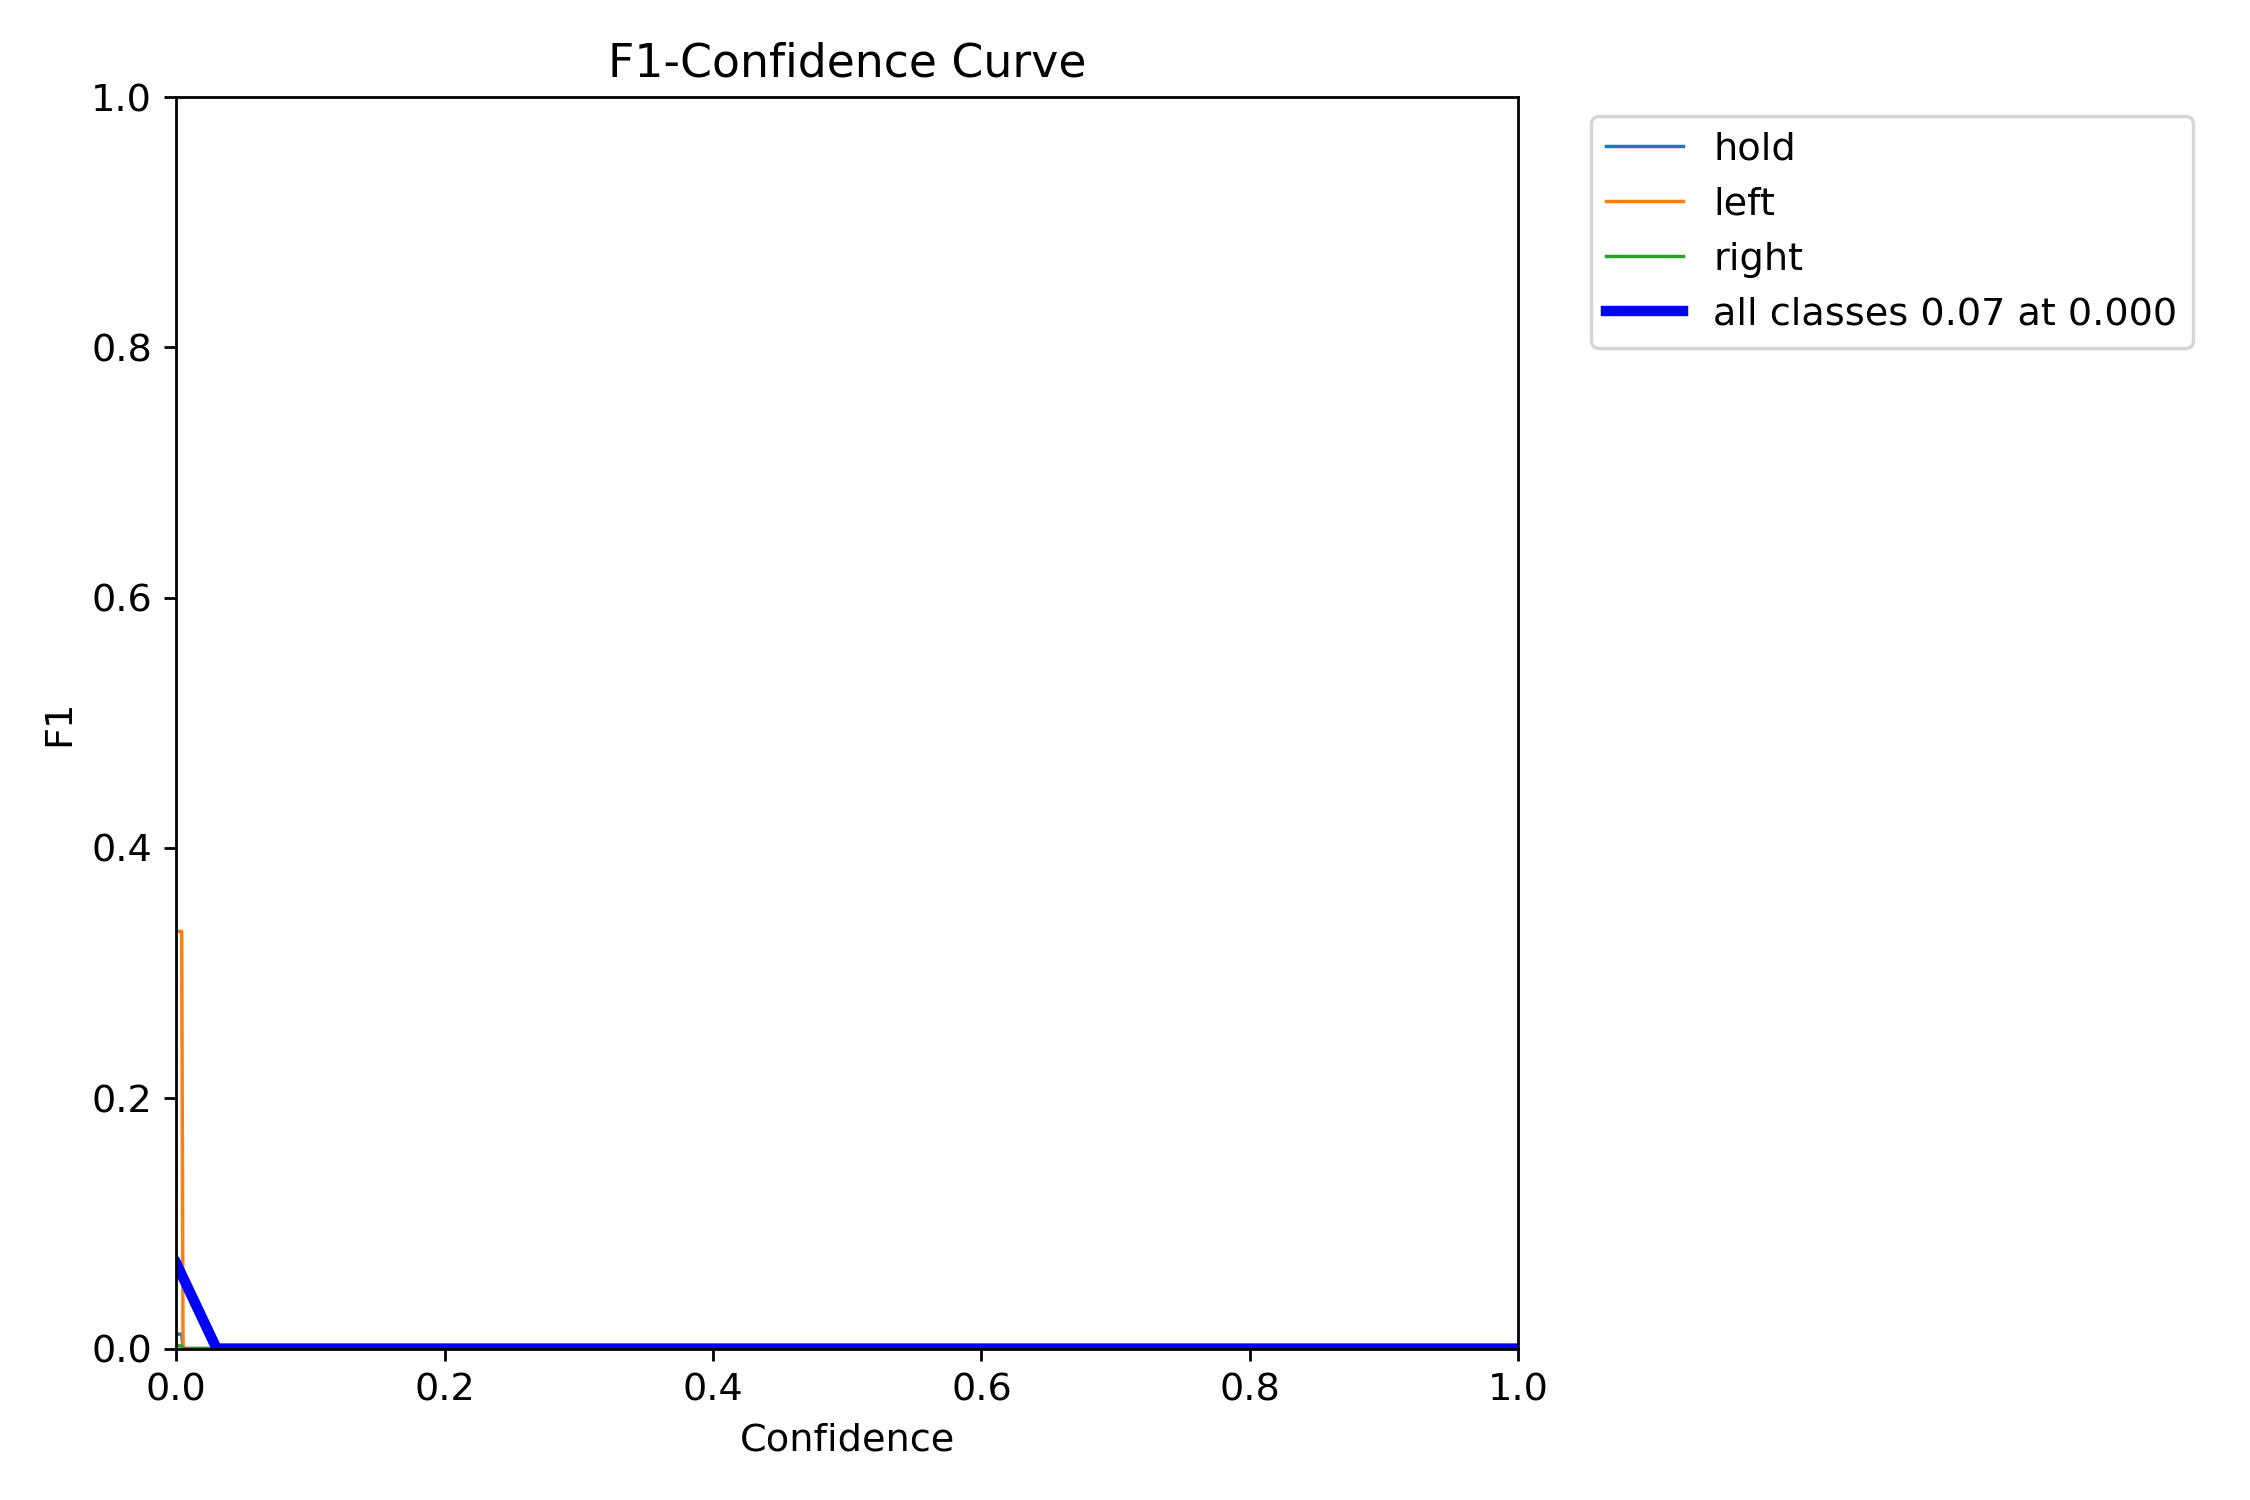 F1-Confidence Curve
1.0
0.8
0.6
0.4
0.2
0.0
F1
0.0 0.2 0.4 0.6 0.8 1.0
Confidence
hold
left
right
all classes 0.07 at 0.000